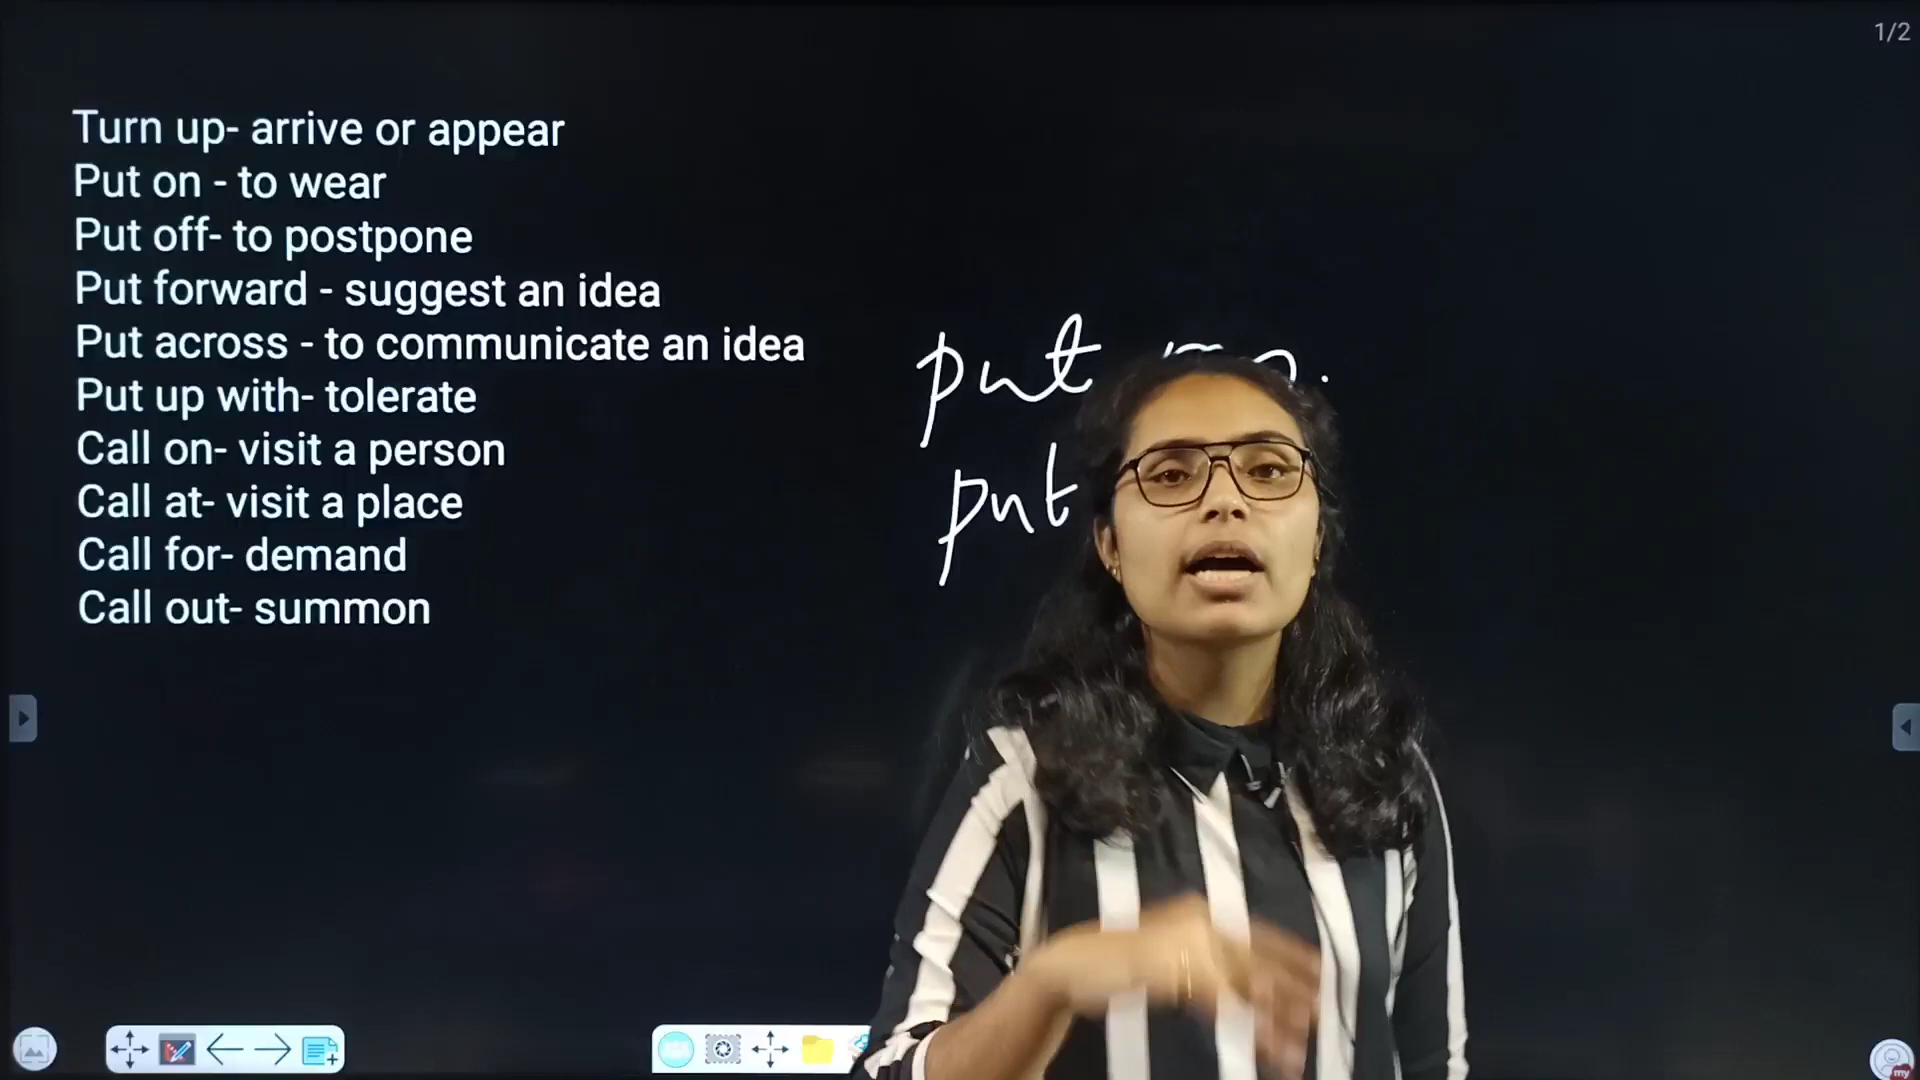 1/2
Turn up- arrive or appear
Put on - to wear
Put off- to postpone
Put forward - suggest an idea
Put across - to communicate an idea
Put up with- tolerate
Call on- visit a person
Call at- visit a place
Call for- demand
Call out- summon
put
put
my